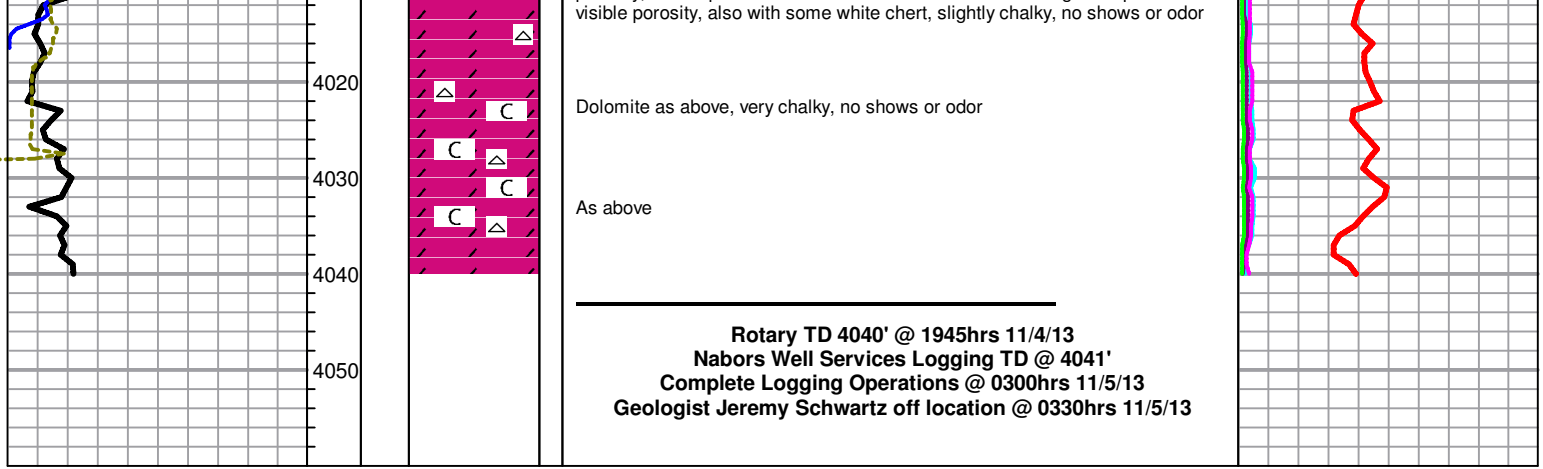 visible porosity, also with some white chert, slightly chalky, no shows or odor
4020
C
Dolomite as above, very chalky, no shows or odor
C
4030
C
C
As above
4040
Rotary TD 4040' @ 1945hrs 11/4/13
Nabors Well Services Logging TD @ 4041'
4050
Complete Logging Operations @ 0300hrs 11/5/13
Geologist Jeremy Schwartz off location @ 0330hrs 11/5/13